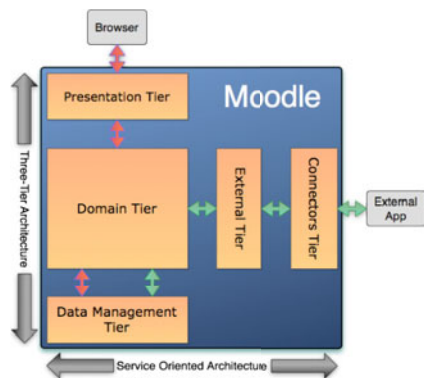 Browser
Presentation Tier
Moodle
Three-Tier Architecture
Domain Tier
External Tier
Connectors Tier
External
App
Data Management
Tier
Service Oriented Architectue